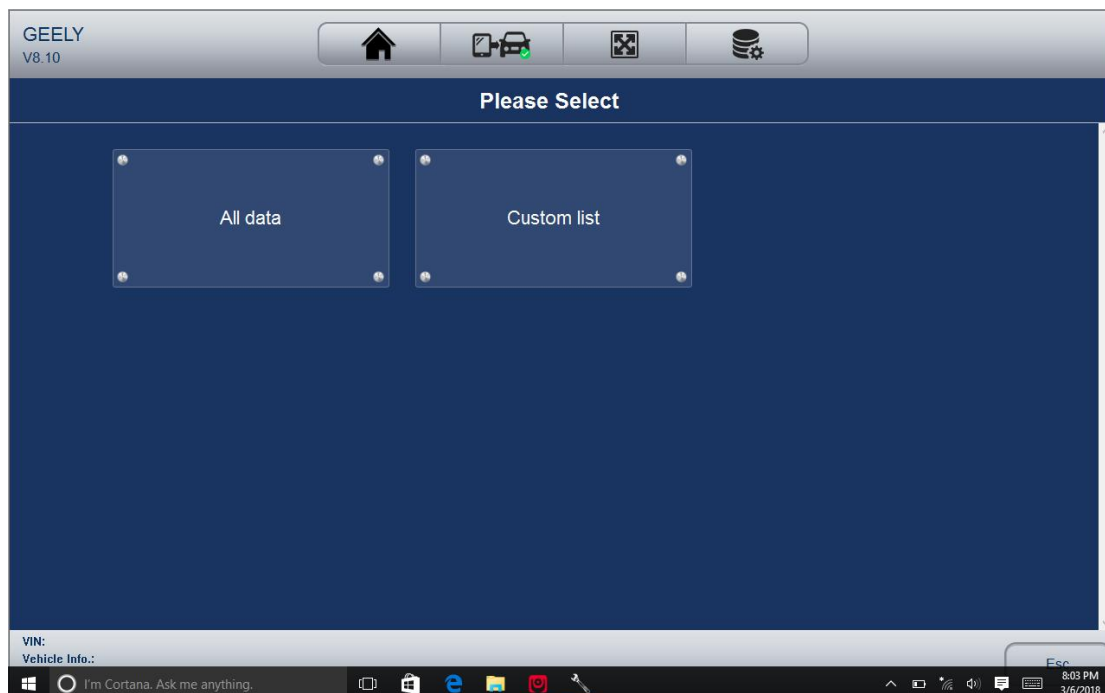 GEELY
V8.10
Please Select
All data
Custom list
VIN:
Vehicle Info.:
Esc
I'm Cortana. Ask me anything.
8:03 PM
3/6/2018